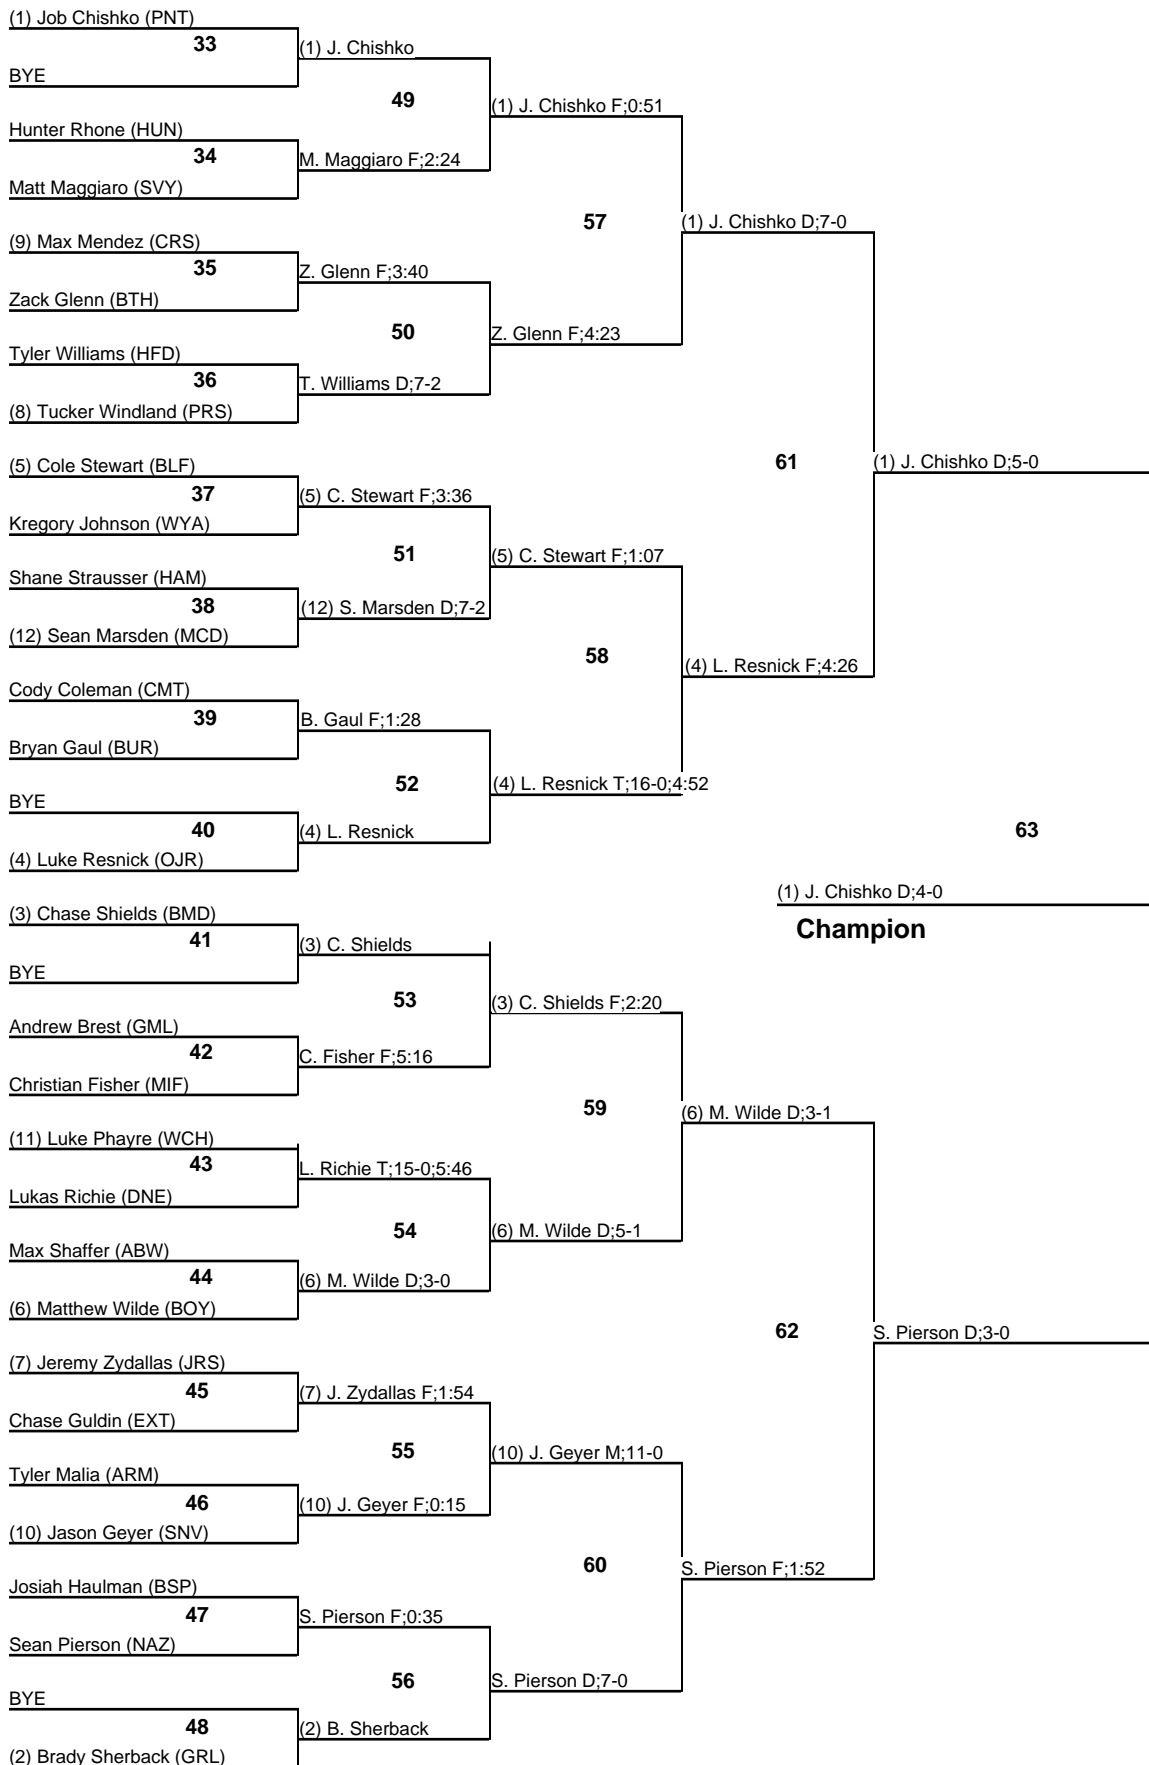 (1) Job Chishko (PNT)
33
(1) J. Chishko
BYE
49
(1) J. Chishko F;0:51
Hunter Rhone (HUN)
34
M. Maggiaro F;2:24
Matt Maggiaro (SVY)
57
(1) J. Chishko D;7-0
(9) Max Mendez (CRS)
35
Z. Glenn F;3:40
Zack Glenn (BTH)
50
Z. Glenn F;4:23
Tyler Williams (HFD)
36
T. Williams D;7-2
(8) Tucker Windland (PRS)
61
(1) J. Chishko D;5-0
(5) Cole Stewart (BLF)
37
(5) C. Stewart F;3:36
Kregory Johnson (WYA)
51
(5) C. Stewart F;1:07
Shane Strausser (HAM)
38
(12) S. Marsden D;7-2
(12) Sean Marsden (MCD)
58
(4) L. Resnick F;4:26
Cody Coleman (CMT)
39
B. Gaul F;1:28
Bryan Gaul (BUR)
52
(4) L. Resnick T;16-0;4:52
BYE
40
(4) L. Resnick
(4) Luke Resnick (OJR)
63
(1) J. Chishko D;4-0
Champion
(3) Chase Shields (BMD)
41
(3) C. Shields
BYE
53
(3) C. Shields F;2:20
Andrew Brest (GML)
42
C. Fisher F;5:16
Christian Fisher (MIF)
59
(6) M. Wilde D;3-1
(11) Luke Phayre (WCH)
43
L. Richie T;15-0;5:46
Lukas Richie (DNE)
54
(6) M. Wilde D;5-1
Max Shaffer (ABW)
44
(6) M. Wilde D;3-0
(6) Matthew Wilde (BOY)
62
S. Pierson D;3-0
(7) Jeremy Zydallas (JRS)
45
(7) J. Zydallas F;1:54
Chase Guldin (EXT)
55
(10) J. Geyer M;11-0
Tyler Malia (ARM)
46
(10) J. Geyer F;0:15
(10) Jason Geyer (SNV)
60
S. Pierson F;1:52
Josiah Haulman (BSP)
47
S. Pierson F;0:35
Sean Pierson (NAZ)
56
S. Pierson D;7-0
BYE
48
(2) B. Sherback
(2) Brady Sherback (GRL)